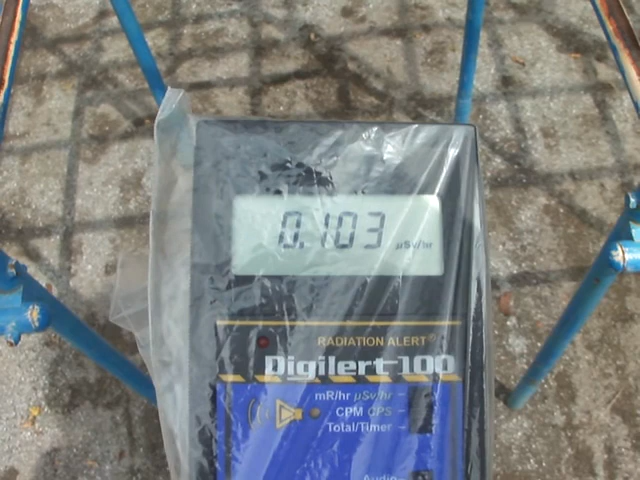 0.103 µSv/hr
RADIATION ALERT®
Digilert 100
mR/hr µSv/hr
CPM CPS
Total/Timer
Audio